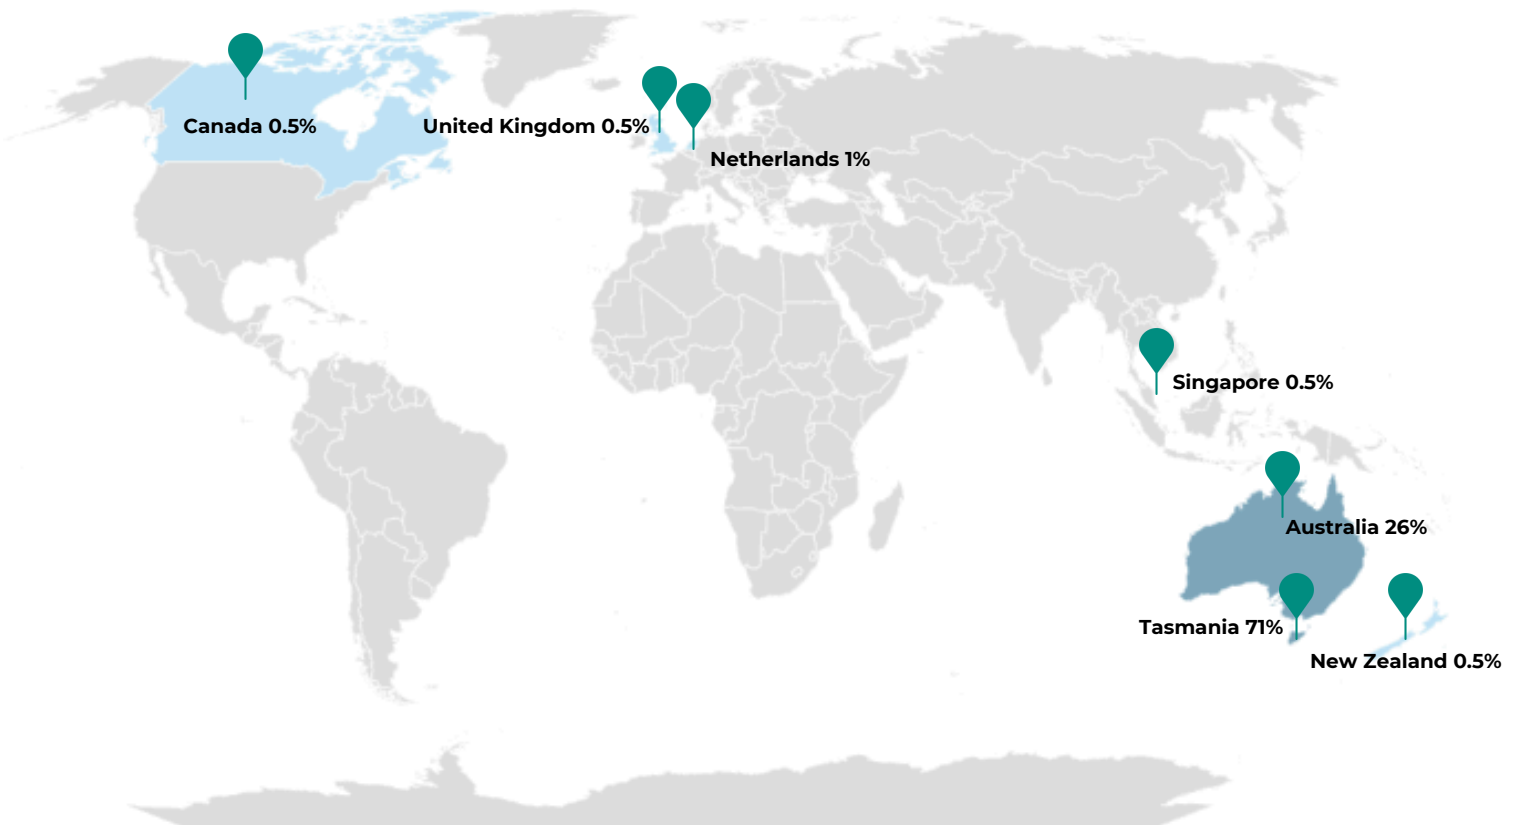 Canada 0.5%
United Kingdom 0.5%
Netherlands 1%
Singapore 0.5%
Australia 26%
Tasmania 71%
New Zealand 0.5%